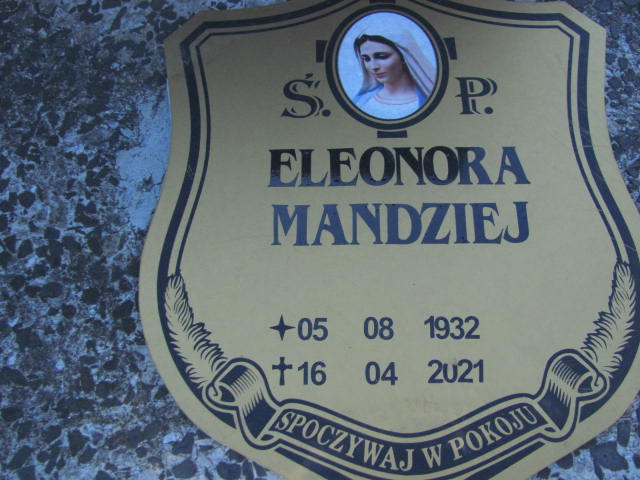 Ś. P.
ELEONORA
MANDZIEJ
05 08 1932
16 04 2021
SPOCZYWAJ W POKOJU